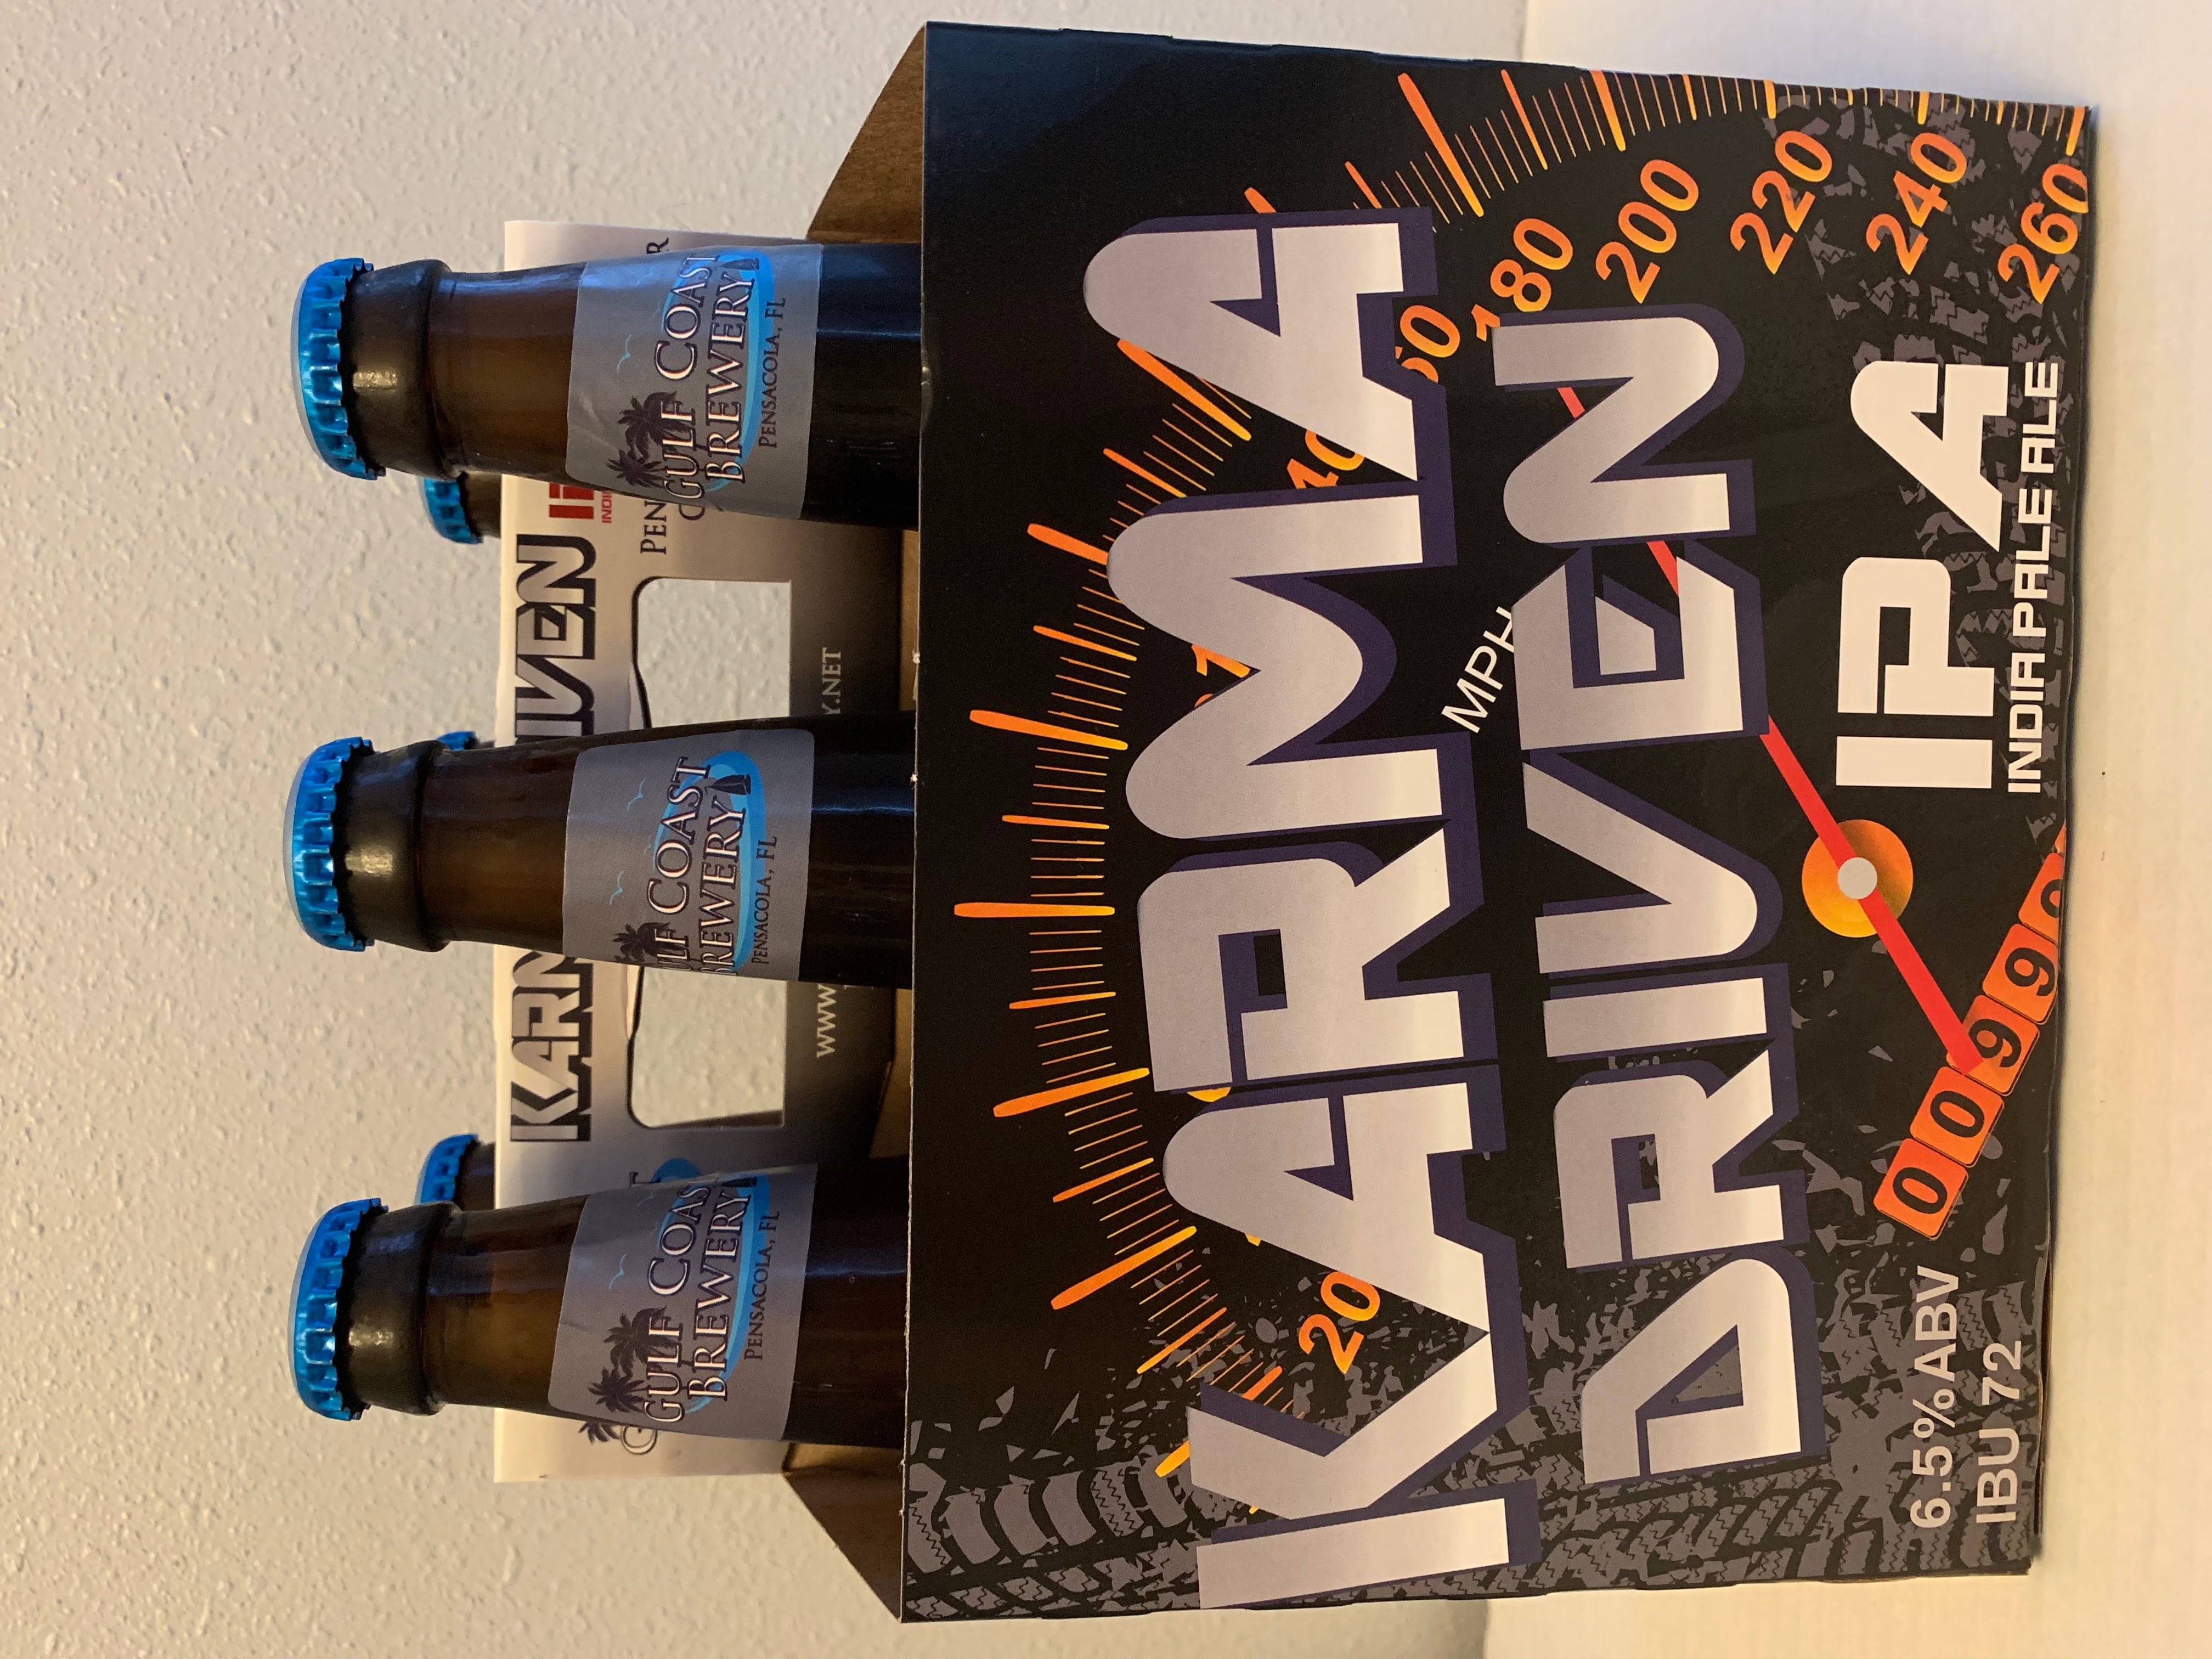 KARMA
DRIVEN
IPA
INDIA PALE ALE
6.5% ABV
IBU 72
MPH
20
180
200
220
240
260
GULF COAST
BREWERY
PENSACOLA, FL
GULF COAST
BREWERY
PENSACOLA, FL
GULF COAST
BREWERY
PENSACOLA, FL